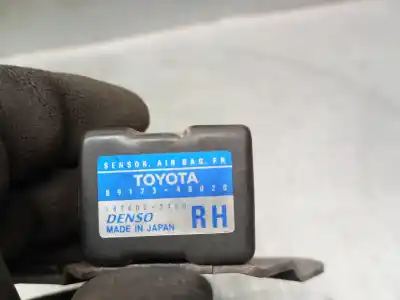 SENSOR, AIR BAG, FR
TOYOTA
89173-48020
DENSO
RH
MADE IN JAPAN